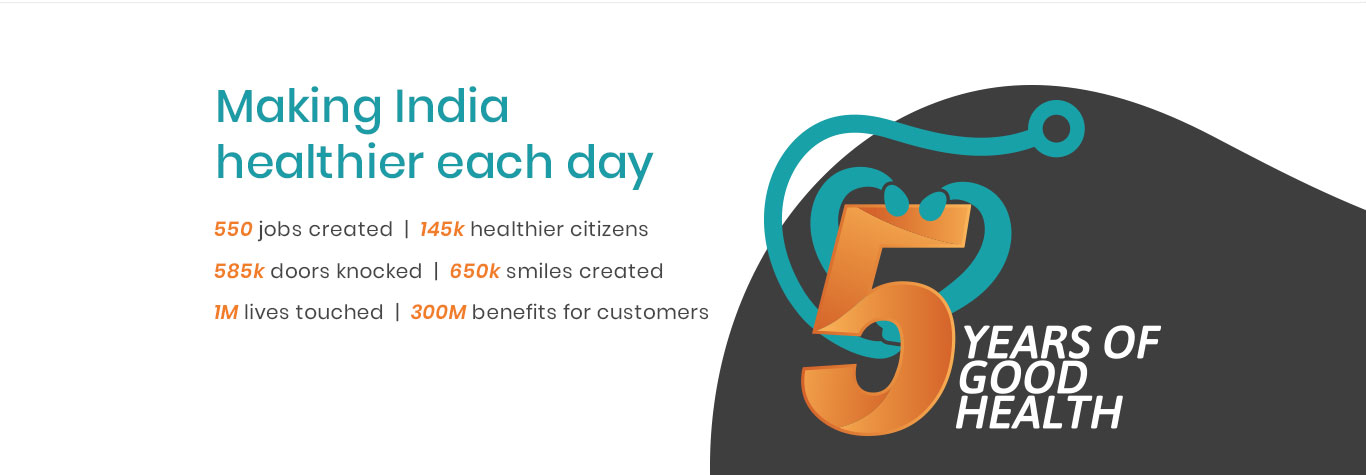 Making India
healthier each day
550 jobs created | 145k healthier citizens
585k doors knocked | 650k smiles created
1M lives touched | 300M benefits for customers
5 YEARS OF
GOOD
HEALTH